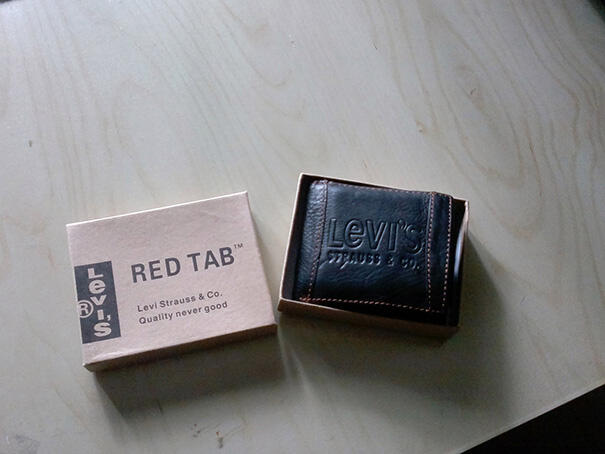 Levi's
®
RED TAB™
Levi Strauss & Co.
Quality never good
LEVI'S
STRAUSS & CO.